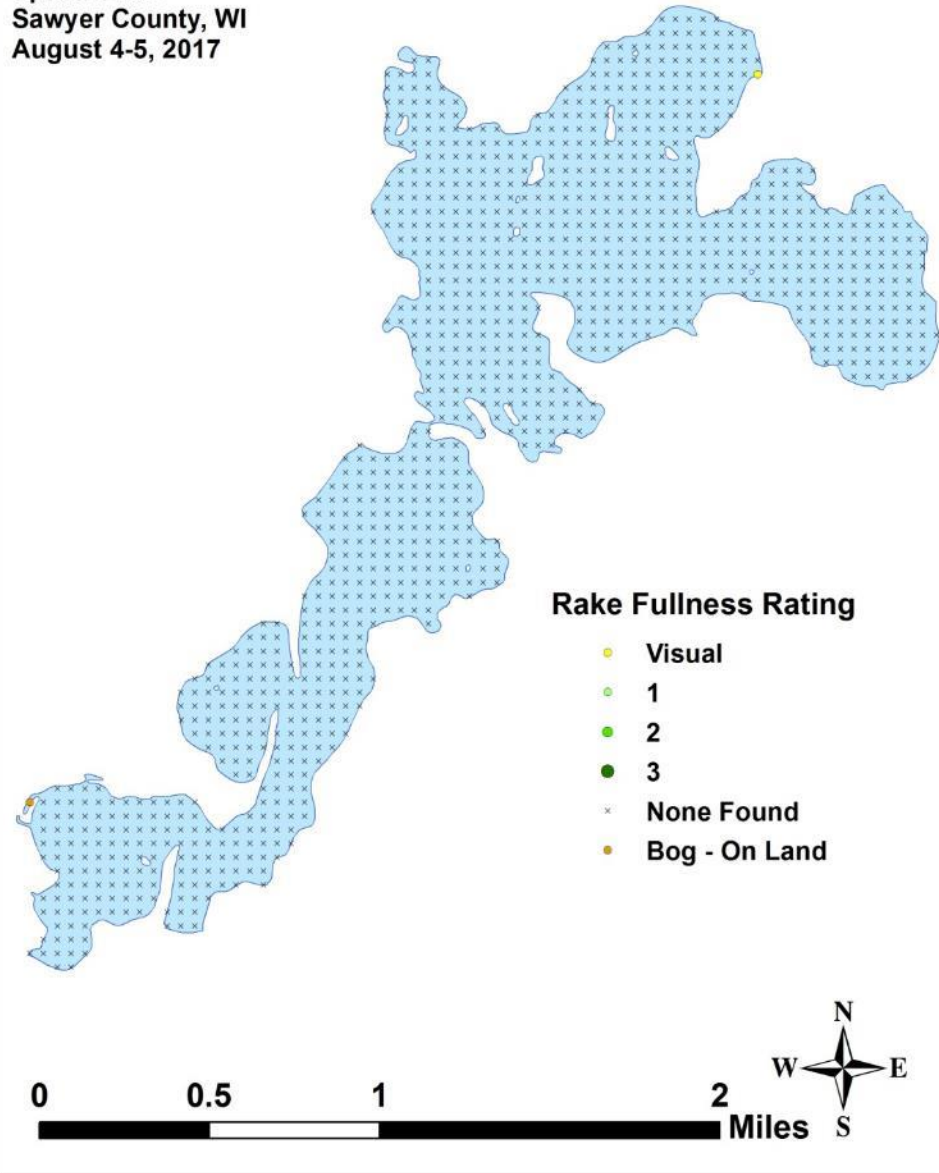 Sawyer County, WI
August 4-5, 2017
Rake Fullness Rating
Visual
1
2
3
None Found
Bog - On Land
N
W E
S
0 0.5 1 2
Miles